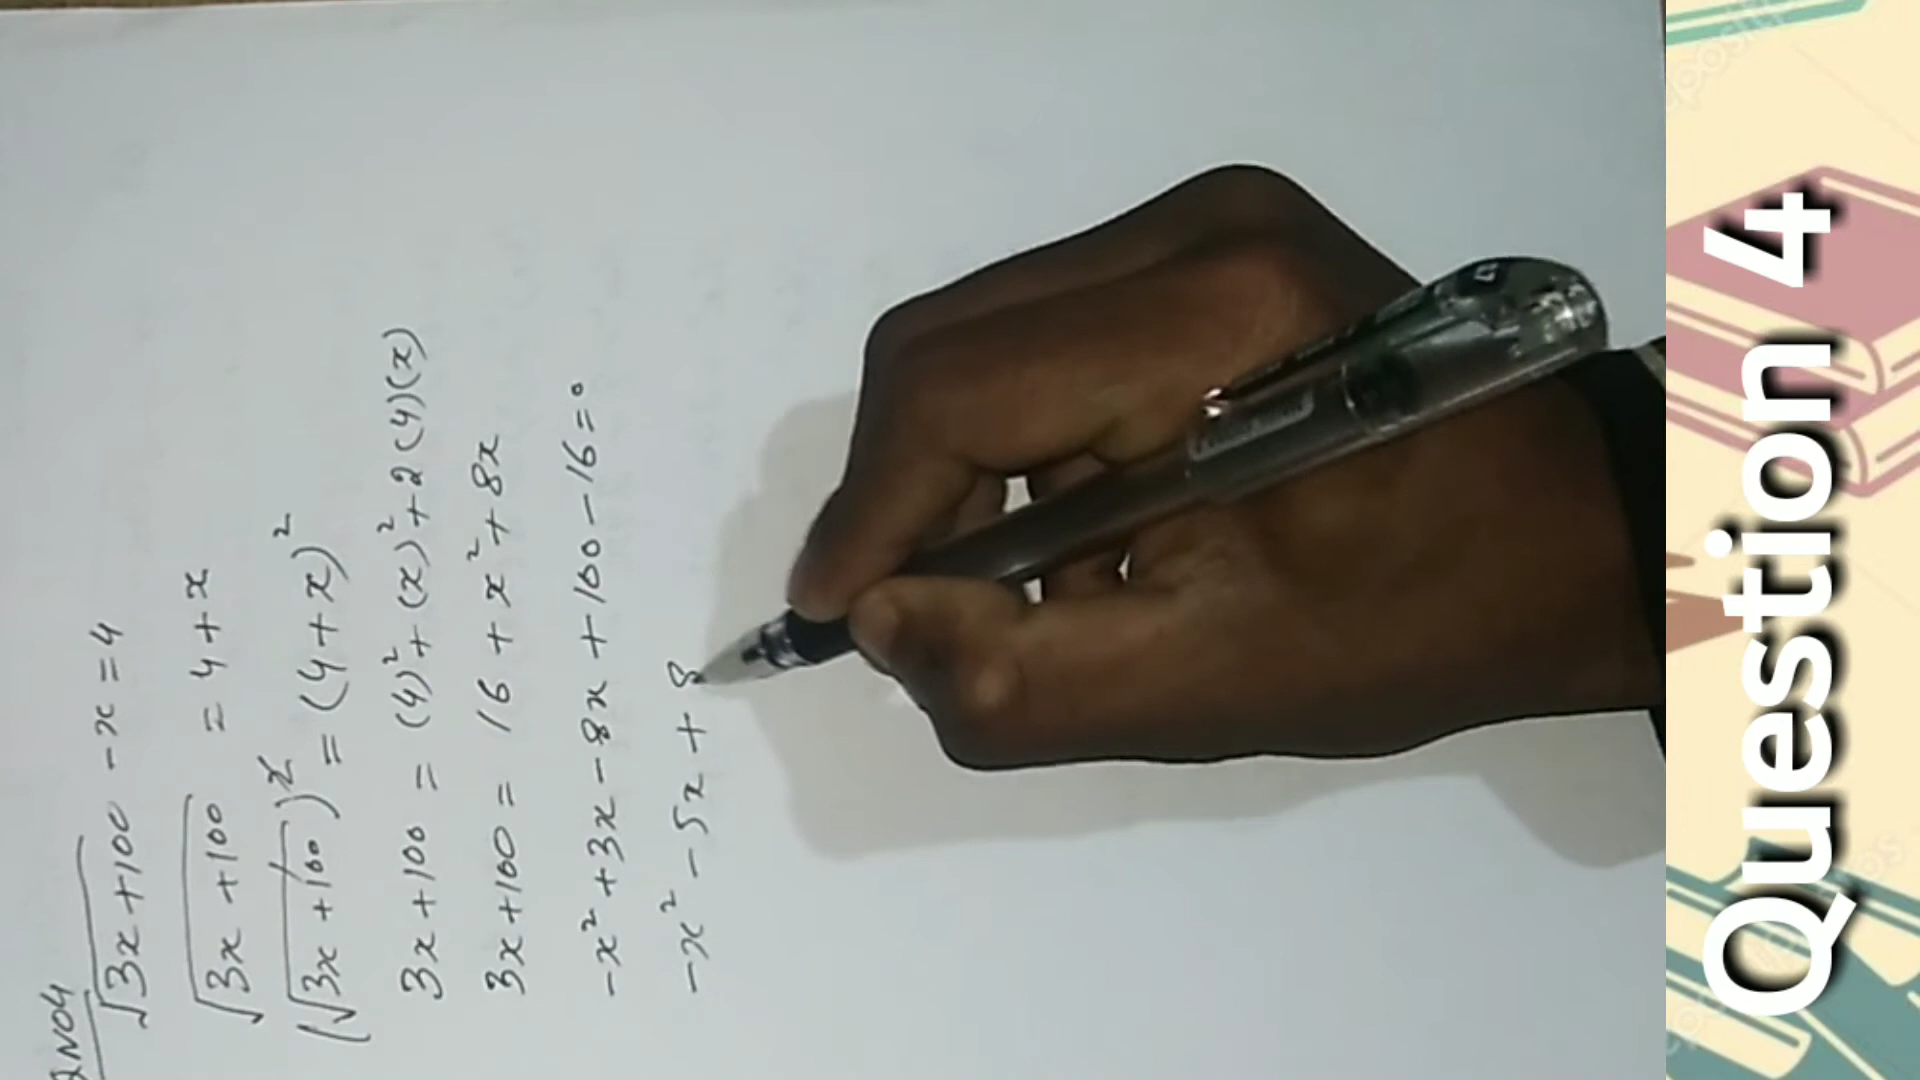 QNO4
√3x+100 -x=4
√3x+100 = 4+x
(√3x+100)² = (4+x)²
3x+100 = (4)²+(x)²+2(4)(x)
3x+100 = 16+x²+8x
-x²+3x-8x+100-16=0
-x²-5x+8
Question 4